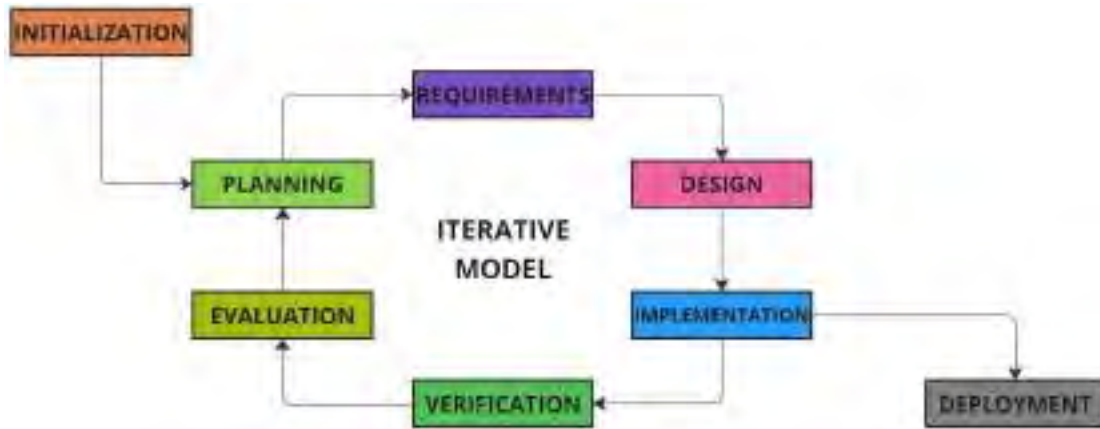 INITIALIZATION
REQUIREMENTS
PLANNING
DESIGN
ITERATIVE
MODEL
EVALUATION
IMPLEMENTATION
VERIFICATION
DEPLOYMENT